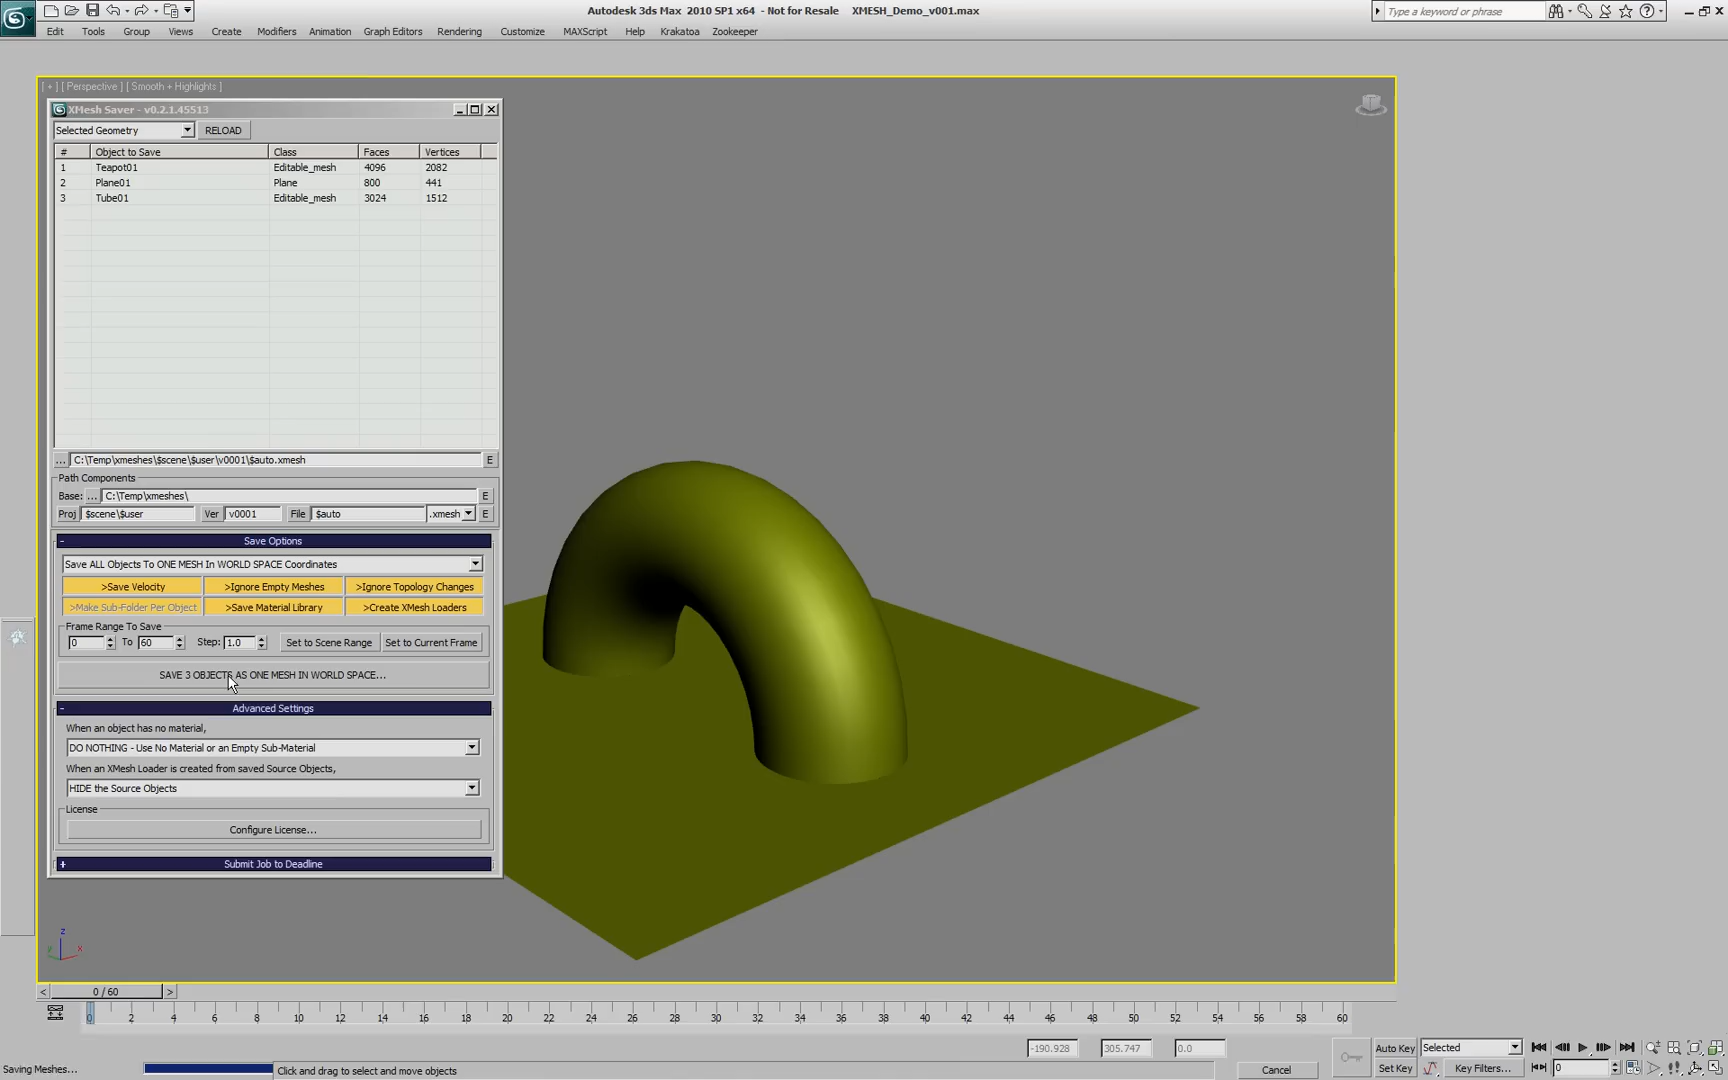 Autodesk 3ds Max 2010 SP1 x64 - Not for Resale XMESH_Demo_v001.max
Type a keyword or phrase
Edit Tools Group Views Create Modifiers Animation Graph Editors Rendering Customize MAXScript Help Krakatoa Zookeeper
[ + ] [ Perspective ] [ Smooth + Highlights ]
XMesh Saver - v0.2.1.45513
Selected Geometry RELOAD
# Object to Save Class Faces Vertices
1 Teapot01 Editable_mesh 4096 2082
2 Plane01 Plane 800 441
3 Tube01 Editable_mesh 3024 1512
... C:\Temp\xmeshes\$scene\$user\v0001\$auto.xmesh E
Path Components
Base: ... C:\Temp\xmeshes\ E
Proj $scene\$user Ver v0001 File $auto .xmesh E
- Save Options
Save ALL Objects To ONE MESH In WORLD SPACE Coordinates
>Save Velocity >Ignore Empty Meshes >Ignore Topology Changes
>Make Sub-Folder Per Object >Save Material Library >Create XMesh Loaders
Frame Range To Save
0 To 60 Step: 1.0 Set to Scene Range Set to Current Frame
SAVE 3 OBJECTS AS ONE MESH IN WORLD SPACE...
- Advanced Settings
When an object has no material,
DO NOTHING - Use No Material or an Empty Sub-Material
When an XMesh Loader is created from saved Source Objects,
HIDE the Source Objects
License
Configure License...
+ Submit Job to Deadline
z
y x
< 0 / 60 >
0 2 4 6 8 10 12 14 16 18 20 22 24 26 28 30 32 34 36 38 40 42 44 46 48 50 52 54 56 58 60
-190.928 305.747 0.0 Auto Key Selected
Saving Meshes... Click and drag to select and move objects Cancel Set Key Key Filters... 0